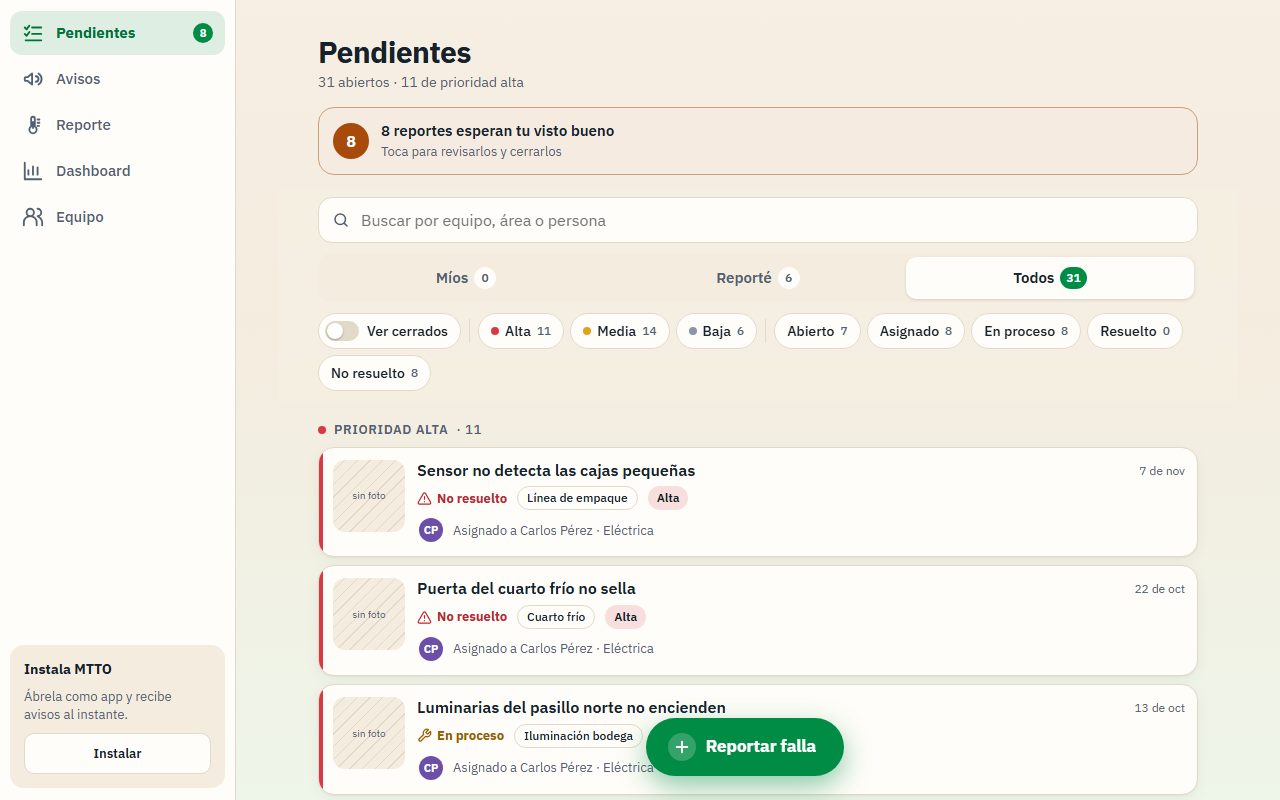 Pendientes 8
Avisos
Reporte
Dashboard
Equipo
Instala MTTO
Ábrela como app y recibe
avisos al instante.
Instalar
Pendientes
31 abiertos · 11 de prioridad alta
8
8 reportes esperan tu visto bueno
Toca para revisarlos y cerrarlos
Buscar por equipo, área o persona
Míos 0
Reporté 6
Todos 31
Ver cerrados
Alta 11
Media 14
Baja 6
Abierto 7
Asignado 8
En proceso 8
Resuelto 0
No resuelto 8
PRIORIDAD ALTA · 11
sin foto
Sensor no detecta las cajas pequeñas
7 de nov
No resuelto
Línea de empaque
Alta
CP
Asignado a Carlos Pérez · Eléctrica
sin foto
Puerta del cuarto frío no sella
22 de oct
No resuelto
Cuarto frío
Alta
CP
Asignado a Carlos Pérez · Eléctrica
sin foto
Luminarias del pasillo norte no encienden
13 de oct
En proceso
Iluminación bodega
CP
Asignado a Carlos Pérez · Eléctrica
Reportar falla